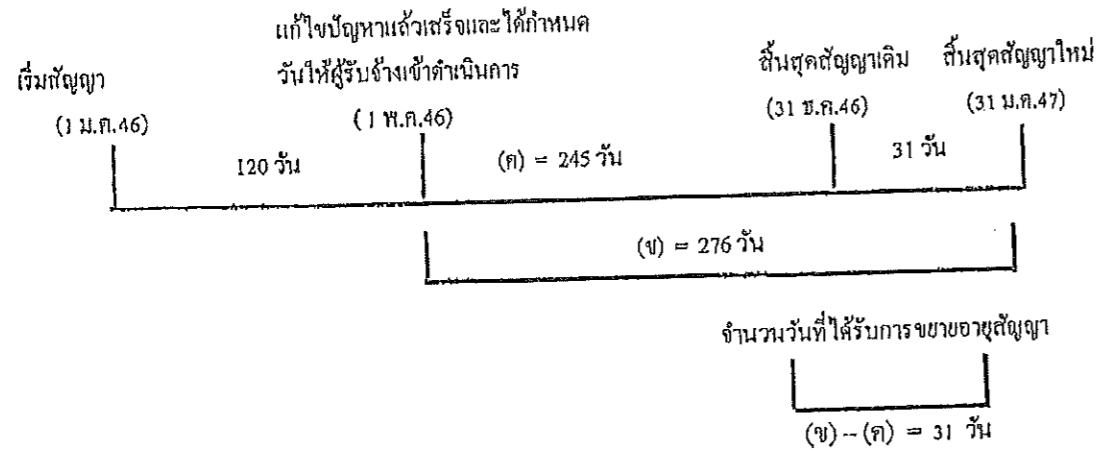 แก้ไขปัญหาแล้วเสร็จและได้กำหนด
วันให้ผู้รับจ้างเข้าดำเนินการ
เริ่มสัญญา
สิ้นสุดสัญญาเดิม
สิ้นสุดสัญญาใหม่
(1 ม.ค.46)
(1 พ.ค.46)
(31 ธ.ค.46)
(31 ม.ค.47)
120 วัน
(ค) = 245 วัน
31 วัน
(ข) = 276 วัน
จำนวนวันที่ได้รับการขยายอายุสัญญา
(ข) -- (ค) = 31 วัน